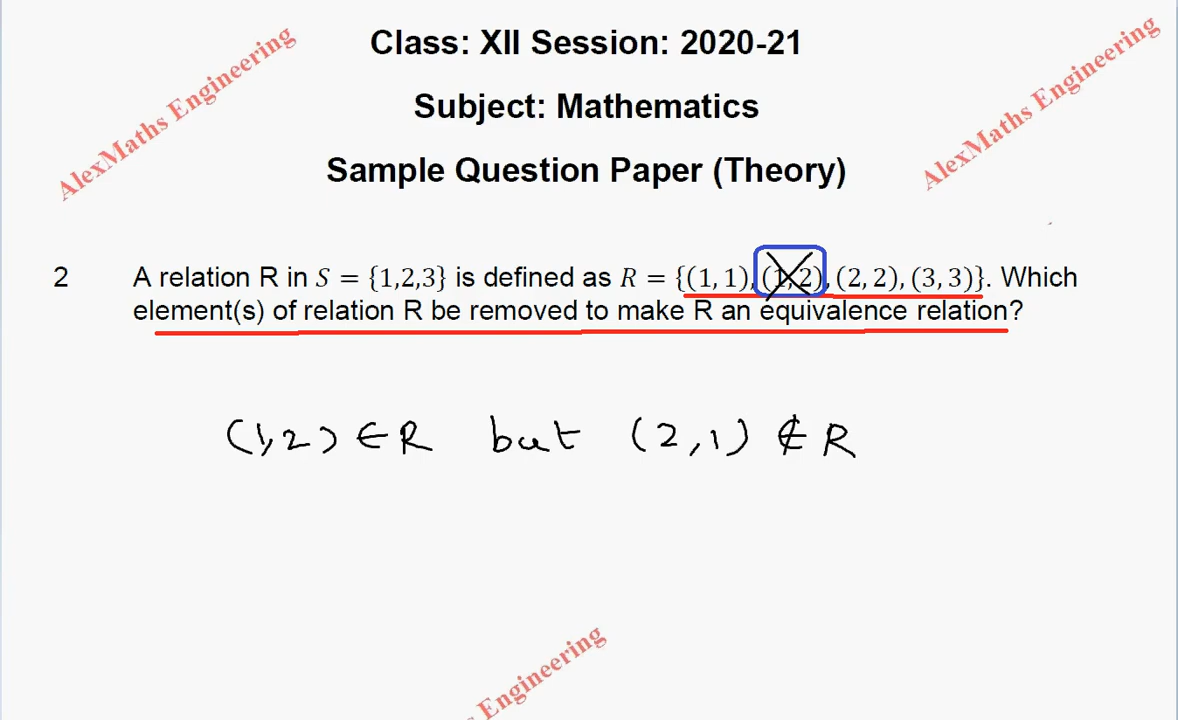 Class: XII Session: 2020-21
Subject: Mathematics
Sample Question Paper (Theory)
AlexMaths Engineering
AlexMaths Engineering
2 A relation R in S = {1,2,3} is defined as R = {(1, 1), (1, 2), (2, 2), (3, 3)}. Which
element(s) of relation R be removed to make R an equivalence relation?
(1,2) ∈ R but (2,1) ∉ R
s Engineering